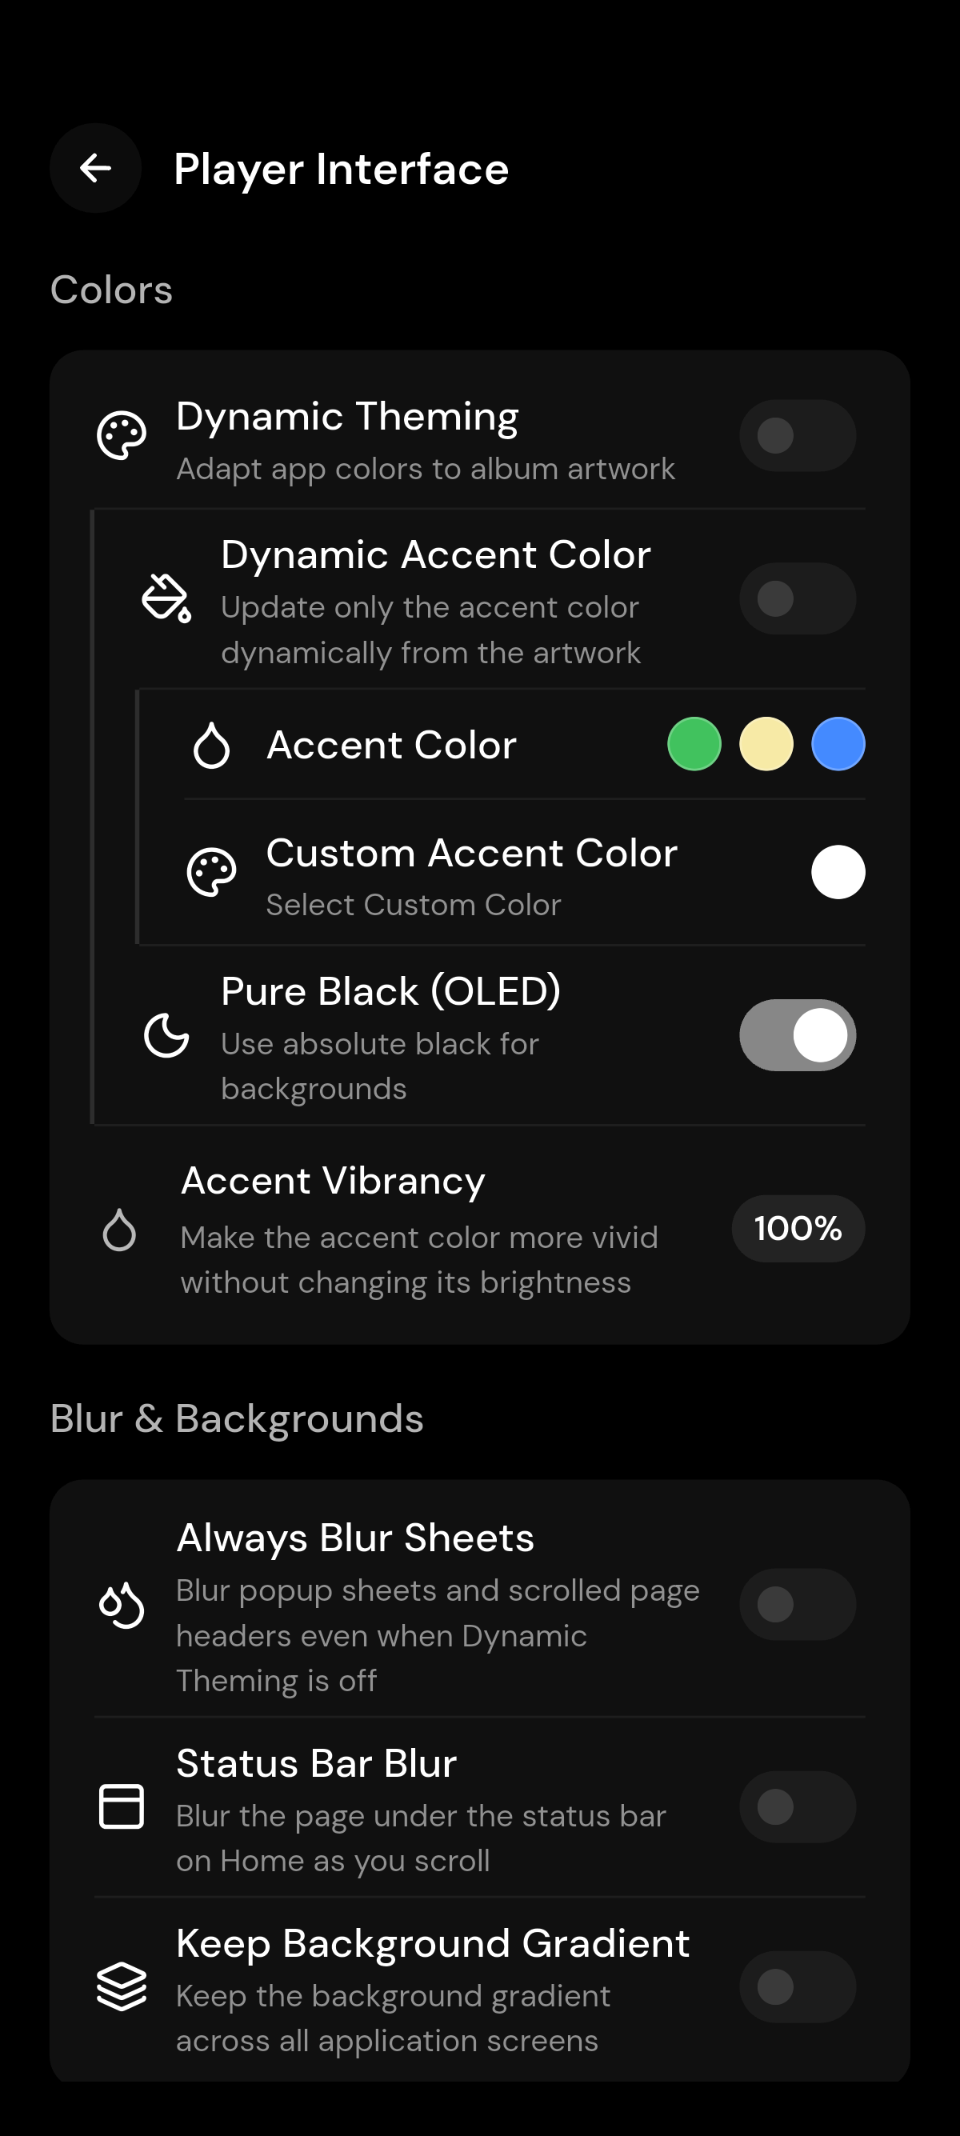 Player Interface
Colors
Dynamic Theming
Adapt app colors to album artwork
Dynamic Accent Color
Update only the accent color
dynamically from the artwork
Accent Color
Custom Accent Color
Select Custom Color
Pure Black (OLED)
Use absolute black for
backgrounds
Accent Vibrancy
Make the accent color more vivid
without changing its brightness
100%
Blur & Backgrounds
Always Blur Sheets
Blur popup sheets and scrolled page
headers even when Dynamic
Theming is off
Status Bar Blur
Blur the page under the status bar
on Home as you scroll
Keep Background Gradient
Keep the background gradient
across all application screens